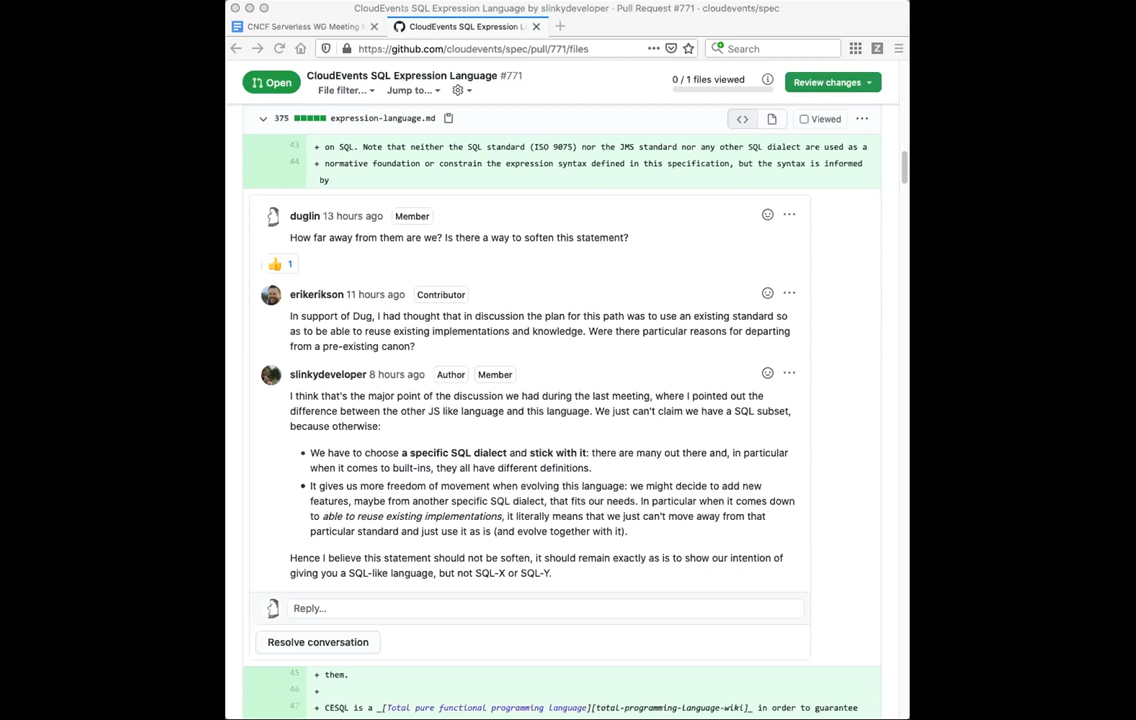 CloudEvents SQL Expression Language by slinkydeveloper · Pull Request #771 · cloudevents/spec
CNCF Serverless WG Meeting
CloudEvents SQL Expression L
https://github.com/cloudevents/spec/pull/771/files
Search
Z
Open
CloudEvents SQL Expression Language #771
File filter... Jump to...
0 / 1 files viewed
Review changes
375 expression-language.md
Viewed
43 + on SQL. Note that neither the SQL standard (ISO 9075) nor the JMS standard nor any other SQL dialect are used as a
44 + normative foundation or constrain the expression syntax defined in this specification, but the syntax is informed
by
duglin 13 hours ago Member
How far away from them are we? Is there a way to soften this statement?
👍 1
erikerikson 11 hours ago Contributor
In support of Dug, I had thought that in discussion the plan for this path was to use an existing standard so
as to be able to reuse existing implementations and knowledge. Were there particular reasons for departing
from a pre-existing canon?
slinkydeveloper 8 hours ago Author Member
I think that's the major point of the discussion we had during the last meeting, where I pointed out the
difference between the other JS like language and this language. We just can't claim we have a SQL subset,
because otherwise:
• We have to choose a specific SQL dialect and stick with it: there are many out there and, in particular
when it comes to built-ins, they all have different definitions.
• It gives us more freedom of movement when evolving this language: we might decide to add new
features, maybe from another specific SQL dialect, that fits our needs. In particular when it comes down
to able to reuse existing implementations, it literally means that we just can't move away from that
particular standard and just use it as is (and evolve together with it).
Hence I believe this statement should not be soften, it should remain exactly as is to show our intention of
giving you a SQL-like language, but not SQL-X or SQL-Y.
Reply...
Resolve conversation
45 + them.
46 +
47 + CESQL is a _[Total pure functional programming language][total-programming-language-wiki]_ in order to guarantee